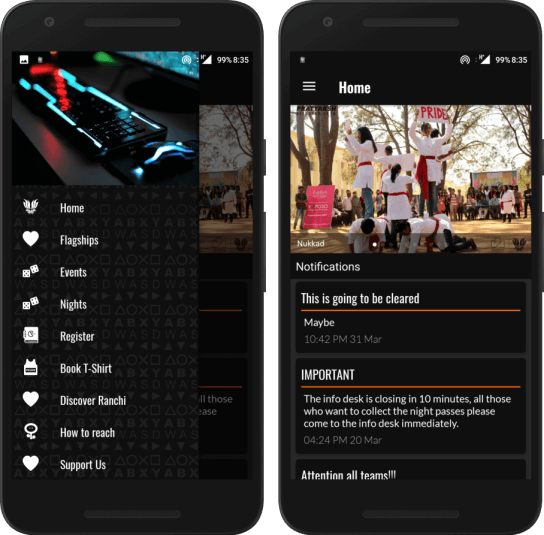 99% 8:35
Home
Flagships
Events
Nights
Register
Book T-Shirt
Discover Ranchi
How to reach
Support Us
ll those
ease
99% 8:35
Home
PRIDE
Nukkad
Notifications
This is going to be cleared
Maybe
10:42 PM 31 Mar
IMPORTANT
The info desk is closing in 10 minutes, all those
who want to collect the night passes please
come to the info desk immediately.
04:24 PM 20 Mar
Attention all teams!!!